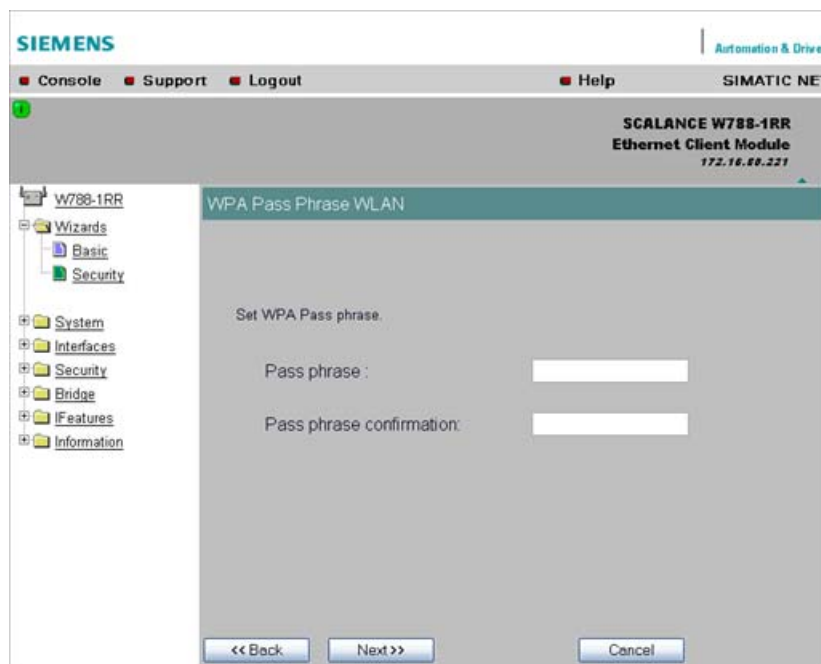 SIEMENS
Automation & Drive
Console Support Logout Help SIMATIC NE
i
SCALANCE W788-1RR
Ethernet Client Module
172.16.80.221
W788-1RR
WPA Pass Phrase WLAN
Wizards
Basic
Security
System
Interfaces
Security
Bridge
IFeatures
Information
Set WPA Pass phrase.
Pass phrase :
Pass phrase confirmation:
<< Back Next >> Cancel